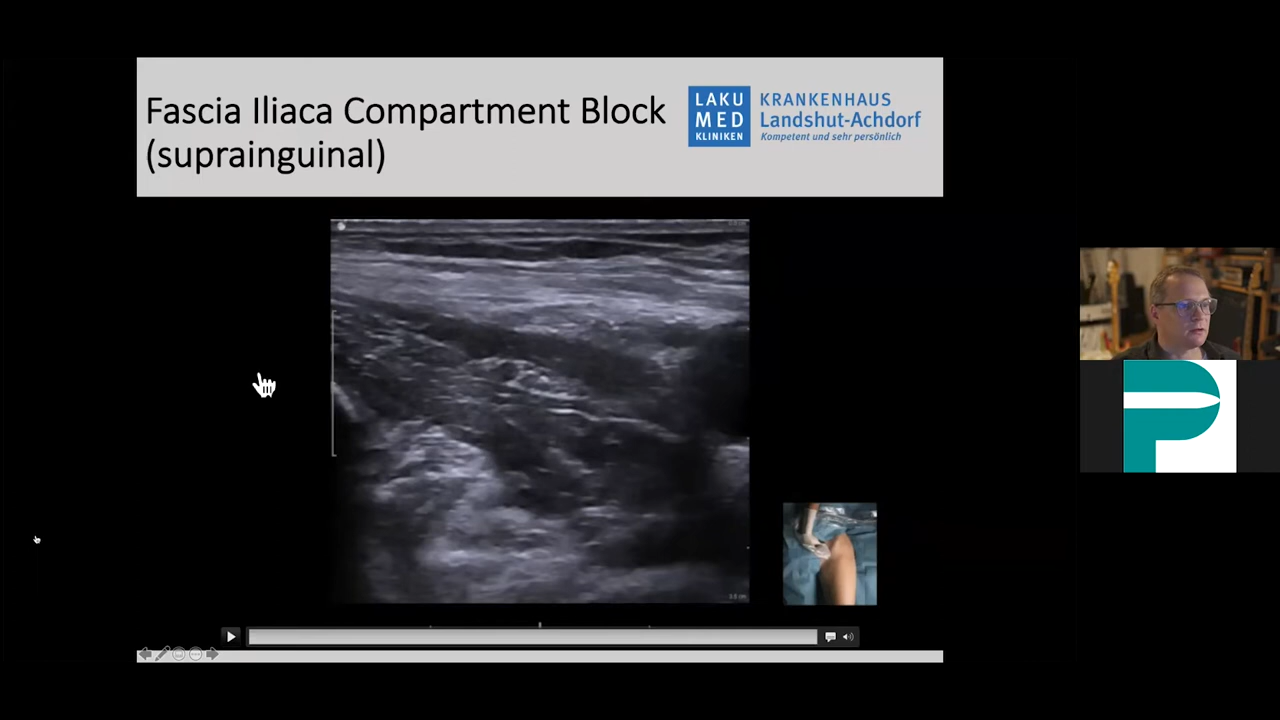 Fascia Iliaca Compartment Block
(suprainguinal)
LAKU
MED
KLINIKEN
KRANKENHAUS
Landshut-Achdorf
Kompetent und sehr persönlich